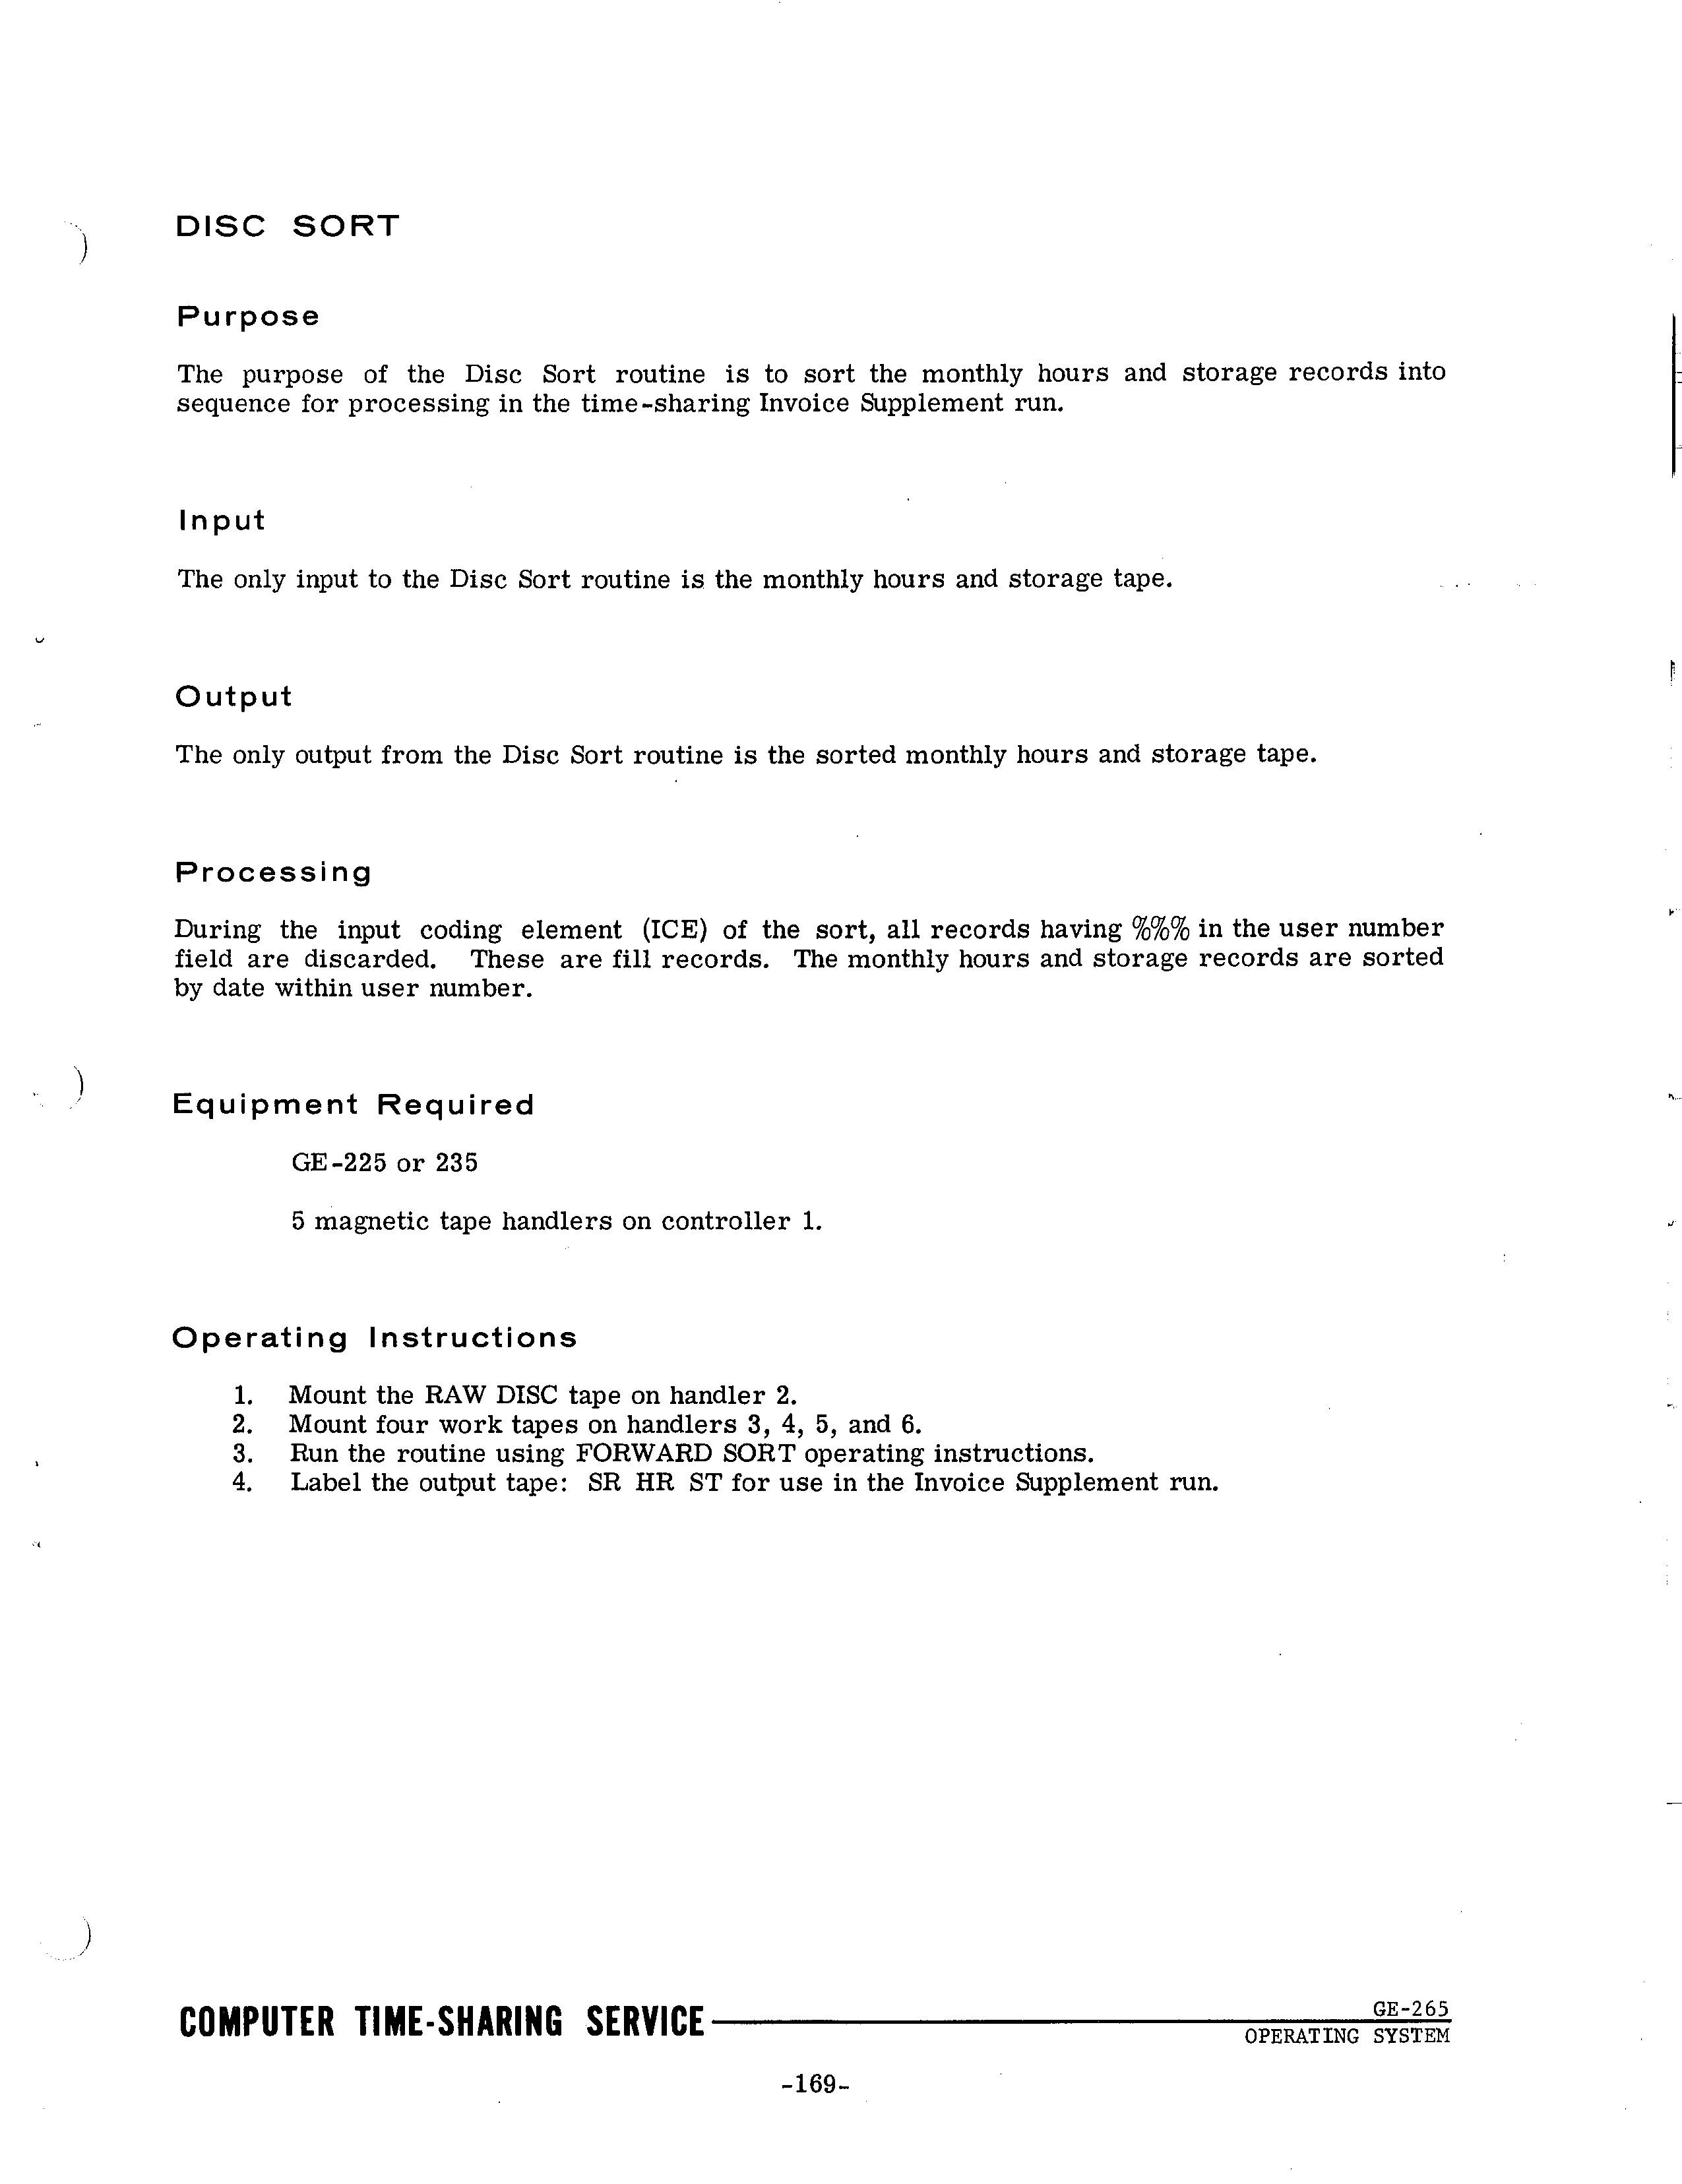 DISC SORT
Purpose
The purpose of the Disc Sort routine is to sort the monthly hours and storage records into
sequence for processing in the time-sharing Invoice Supplement run.
Input
The only input to the Disc Sort routine is the monthly hours and storage tape.
Output
The only output from the Disc Sort routine is the sorted monthly hours and storage tape.
Processing
During the input coding element (ICE) of the sort, all records having %%% in the user number
field are discarded. These are fill records. The monthly hours and storage records are sorted
by date within user number.
Equipment Required
GE-225 or 235
5 magnetic tape handlers on controller 1.
Operating Instructions
1. Mount the RAW DISC tape on handler 2.
2. Mount four work tapes on handlers 3, 4, 5, and 6.
3. Run the routine using FORWARD SORT operating instructions.
4. Label the output tape: SR HR ST for use in the Invoice Supplement run.
COMPUTER TIME-SHARING SERVICE
GE-265
OPERATING SYSTEM
-169-